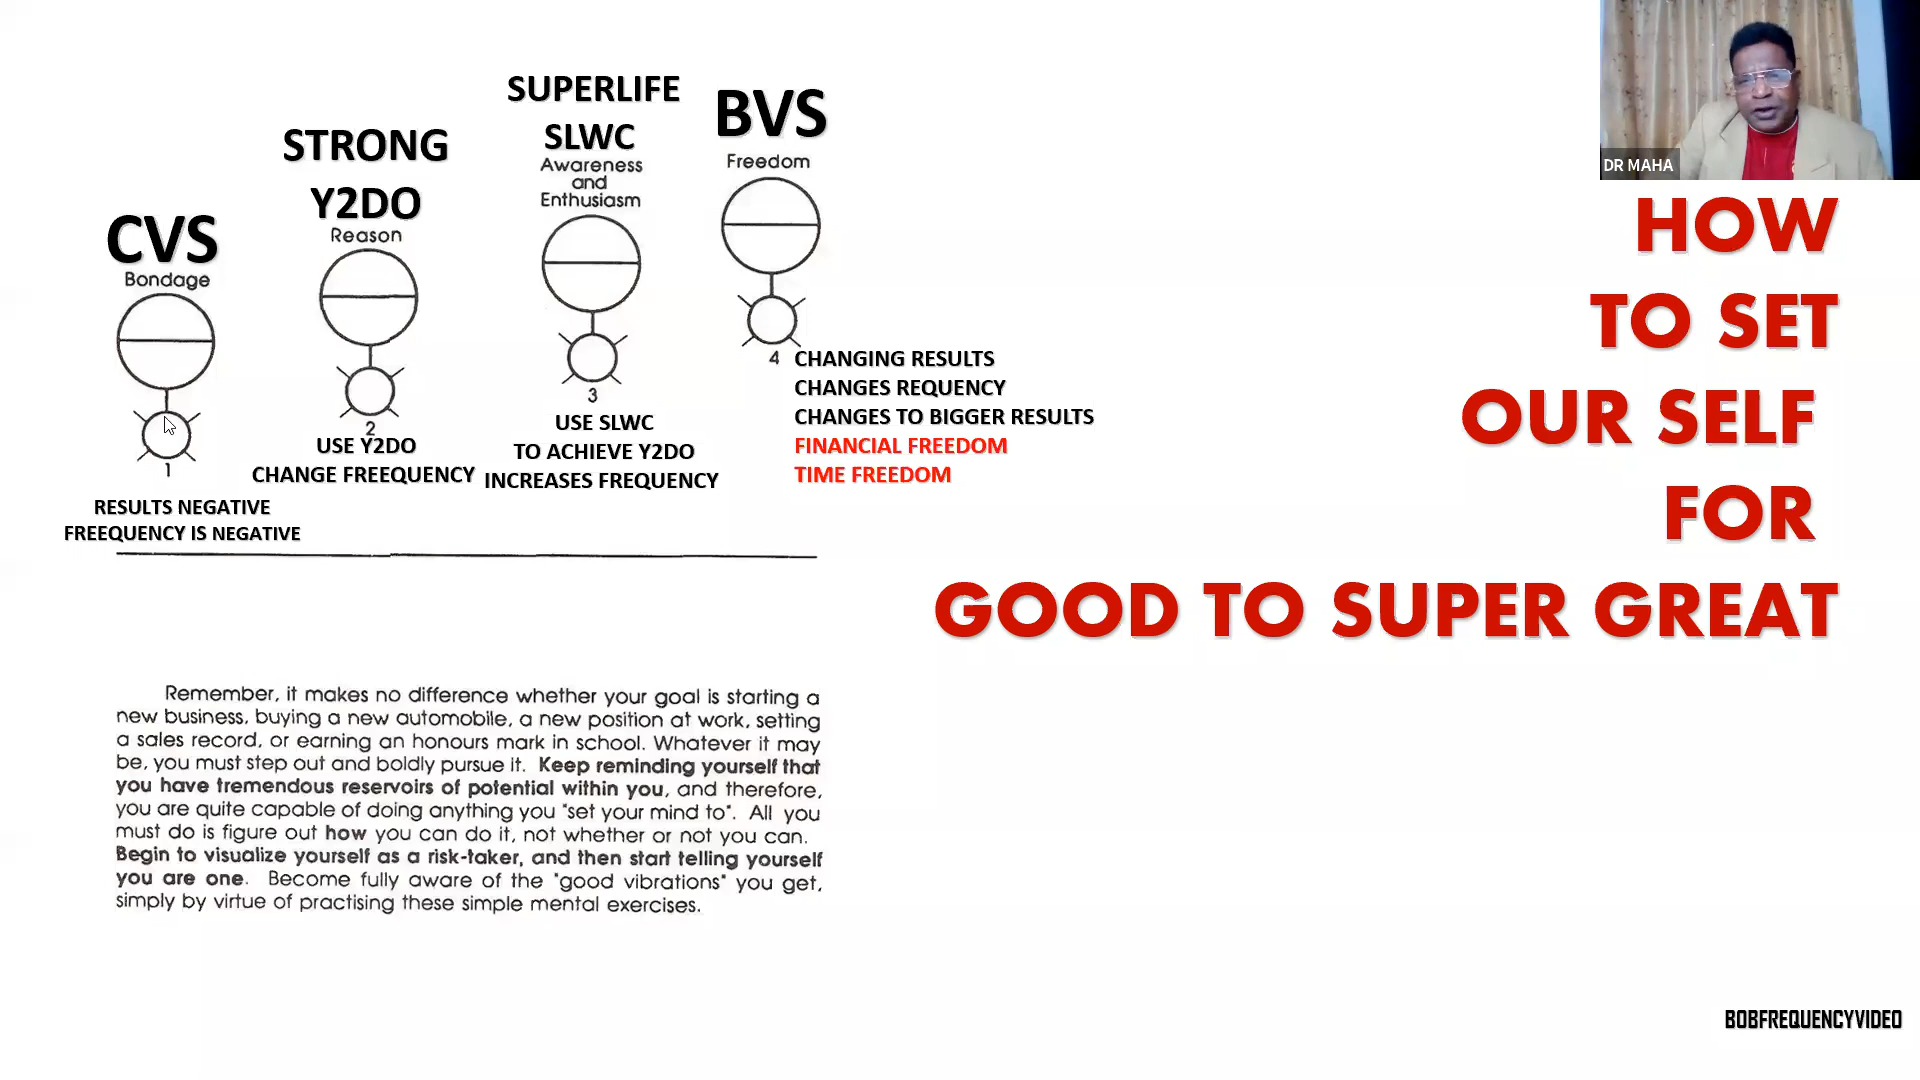 CVS
Bondage
1
RESULTS NEGATIVE
FREEQUENCY IS NEGATIVE
STRONG
Y2DO
Reason
2
USE Y2DO
CHANGE FREEQUENCY
SUPERLIFE
SLWC
Awareness
and
Enthusiasm
3
USE SLWC
TO ACHIEVE Y2DO
INCREASES FREQUENCY
BVS
Freedom
4
CHANGING RESULTS
CHANGES REQUENCY
CHANGES TO BIGGER RESULTS
FINANCIAL FREEDOM
TIME FREEDOM
DR MAHA
HOW
TO SET
OUR SELF
FOR
GOOD TO SUPER GREAT
Remember, it makes no difference whether your goal is starting a
new business, buying a new automobile, a new position at work, setting
a sales record, or earning an honours mark in school. Whatever it may
be, you must step out and boldly pursue it. Keep reminding yourself that
you have tremendous reservoirs of potential within you, and therefore,
you are quite capable of doing anything you "set your mind to". All you
must do is figure out how you can do it, not whether or not you can.
Begin to visualize yourself as a risk-taker, and then start telling yourself
you are one. Become fully aware of the "good vibrations" you get,
simply by virtue of practising these simple mental exercises.
BOBFREQUENCYVIDEO